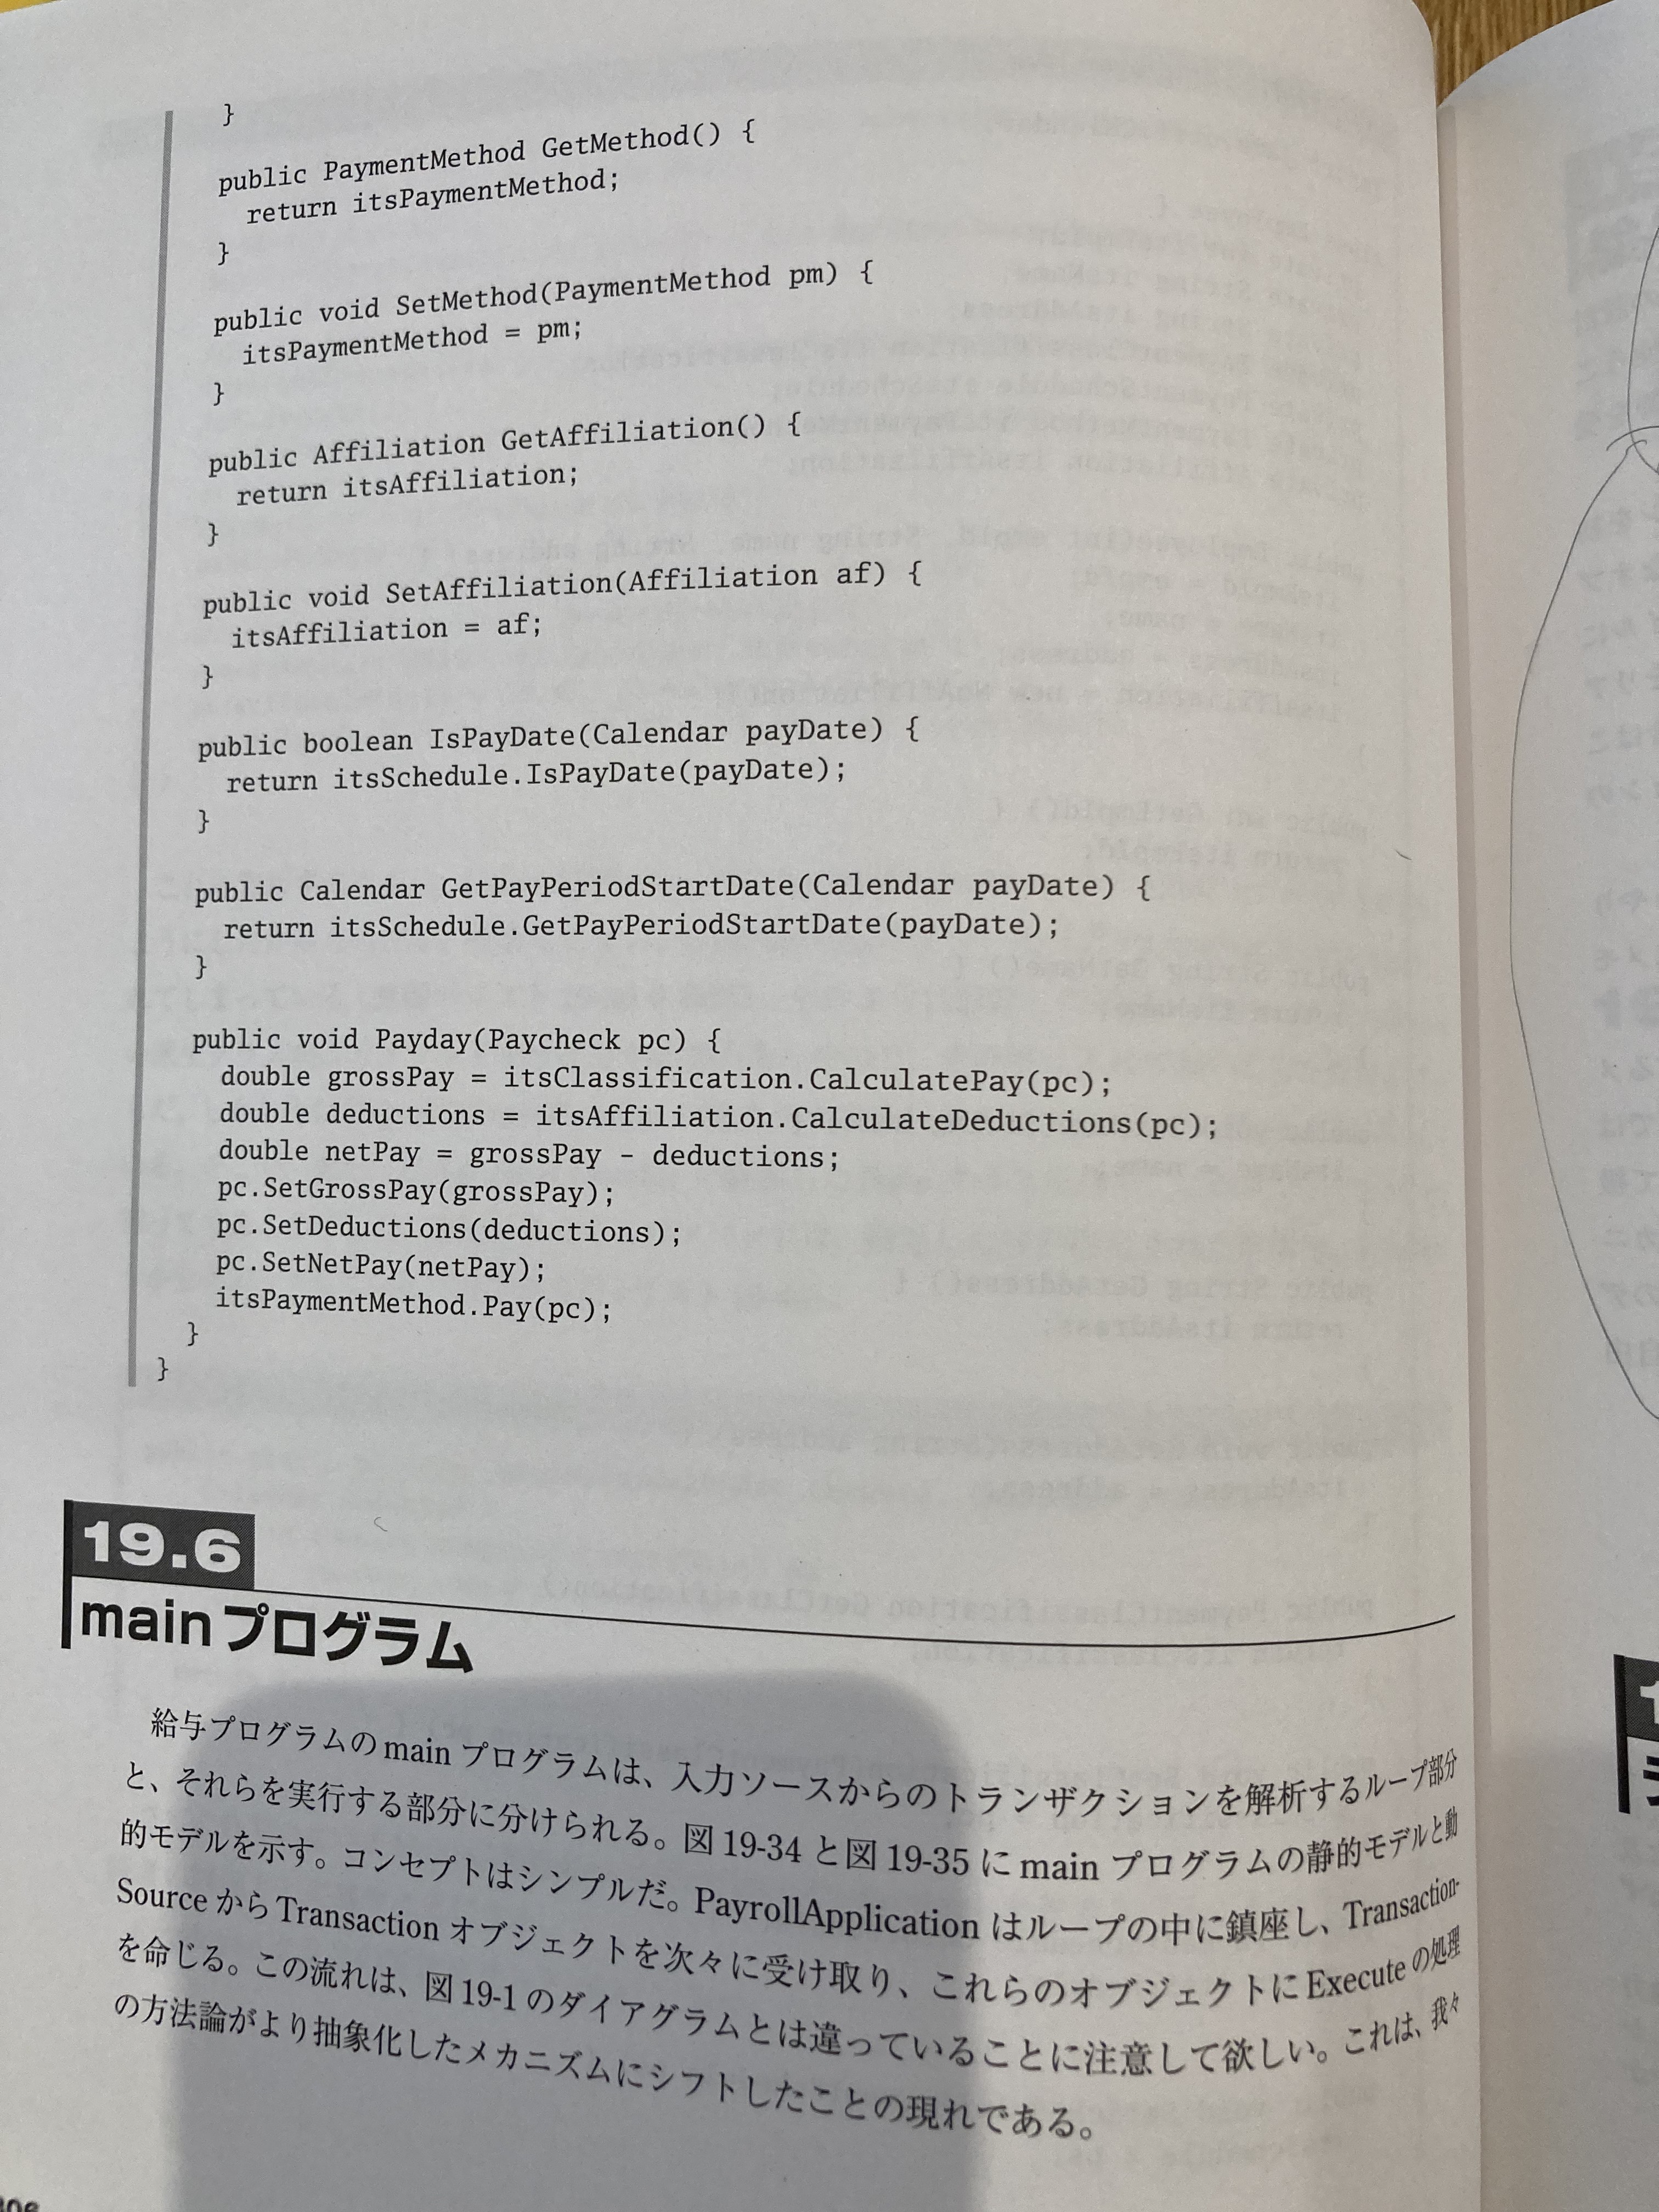 }
public PaymentMethod GetMethod() {
return itsPaymentMethod;
}
public void SetMethod(PaymentMethod pm) {
itsPaymentMethod = pm;
}
public Affiliation GetAffiliation() {
return itsAffiliation;
}
public void SetAffiliation(Affiliation af) {
itsAffiliation = af;
}
public boolean IsPayDate(Calendar payDate) {
return itsSchedule.IsPayDate(payDate);
}
public Calendar GetPayPeriodStartDate(Calendar payDate) {
return itsSchedule.GetPayPeriodStartDate(payDate);
}
public void Payday(Paycheck pc) {
double grossPay = itsClassification.CalculatePay(pc);
double deductions = itsAffiliation.CalculateDeductions(pc);
double netPay = grossPay - deductions;
pc.SetGrossPay(grossPay);
pc.SetDeductions(deductions);
pc.SetNetPay(netPay);
itsPaymentMethod.Pay(pc);
}
}
19.6
mainプログラム
給与プログラムのmain プログラムは、入力ソースからのトランザクションを解析するループ部分
と、それらを実行する部分に分けられる。図 19-34 と図 19-35 に main プログラムの静的モデルと動
的モデルを示す。コンセプトはシンプルだ。PayrollApplication はループの中に鎮座し、Transaction-
Source から Transaction オブジェクトを次々に受け取り、これらのオブジェクトに Execute の処理
を命じる。この流れは、図 19-1 のダイアグラムとは違っていることに注意して欲しい。これは、我々
の方法論がより抽象化したメカニズムにシフトしたことの現れである。